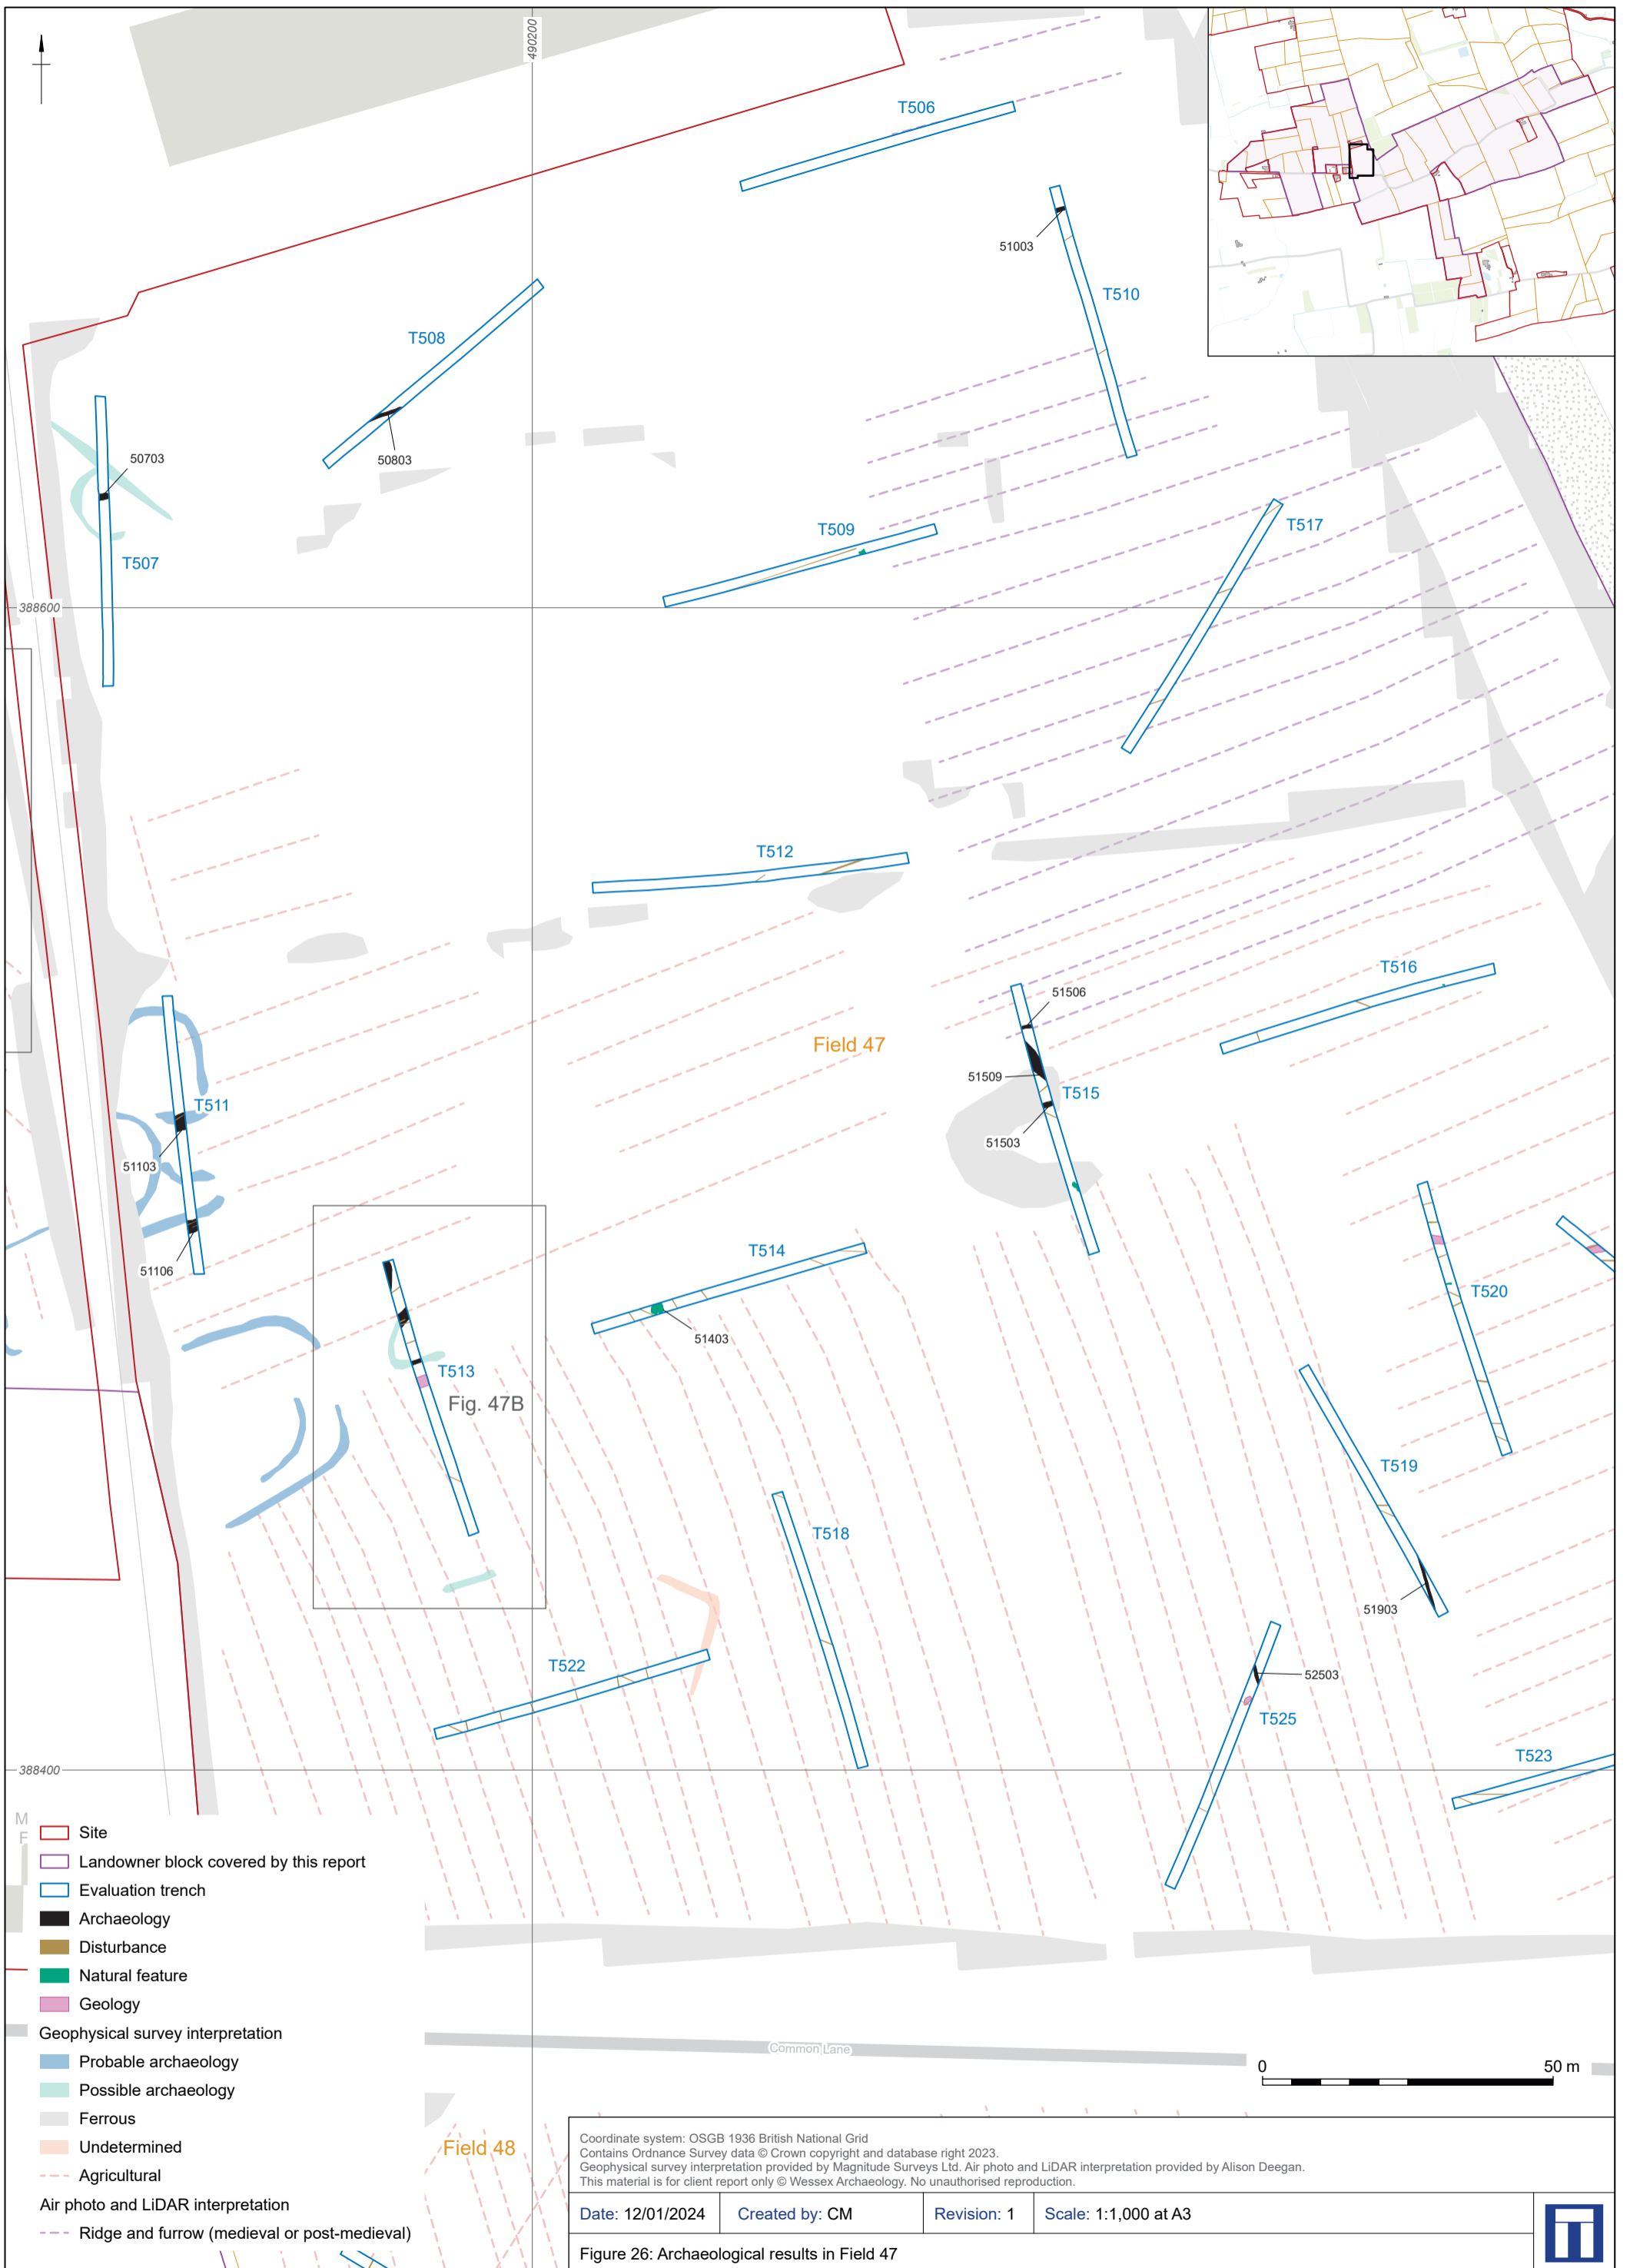 490200
T506
51003
T510
T508
50803
50703
T507
T509
T517
388600
T512
T516
51506
Field 47
51509
T515
51503
T511
51103
51106
T514
51403
T513
Fig. 47B
T520
T519
51903
T518
T522
52503
T525
T523
388400
M
F
Site
Landowner block covered by this report
Evaluation trench
Archaeology
Disturbance
Natural feature
Geology
Geophysical survey interpretation
Probable archaeology
Possible archaeology
Ferrous
Undetermined
Agricultural
Air photo and LiDAR interpretation
Ridge and furrow (medieval or post-medieval)
Common Lane
0 50 m
Field 48
Coordinate system: OSGB 1936 British National Grid
Contains Ordnance Survey data © Crown copyright and database right 2023.
Geophysical survey interpretation provided by Magnitude Surveys Ltd. Air photo and LiDAR interpretation provided by Alison Deegan.
This material is for client report only © Wessex Archaeology. No unauthorised reproduction.
Date: 12/01/2024 Created by: CM Revision: 1 Scale: 1:1,000 at A3
Figure 26: Archaeological results in Field 47